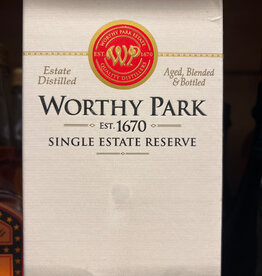 WORTHY PARK ESTATE
EST. 1670
WP
QUALITY DISTILLERS
Estate
Distilled
Aged, Blended
& Bottled
WORTHY PARK
EST. 1670
SINGLE ESTATE RESERVE